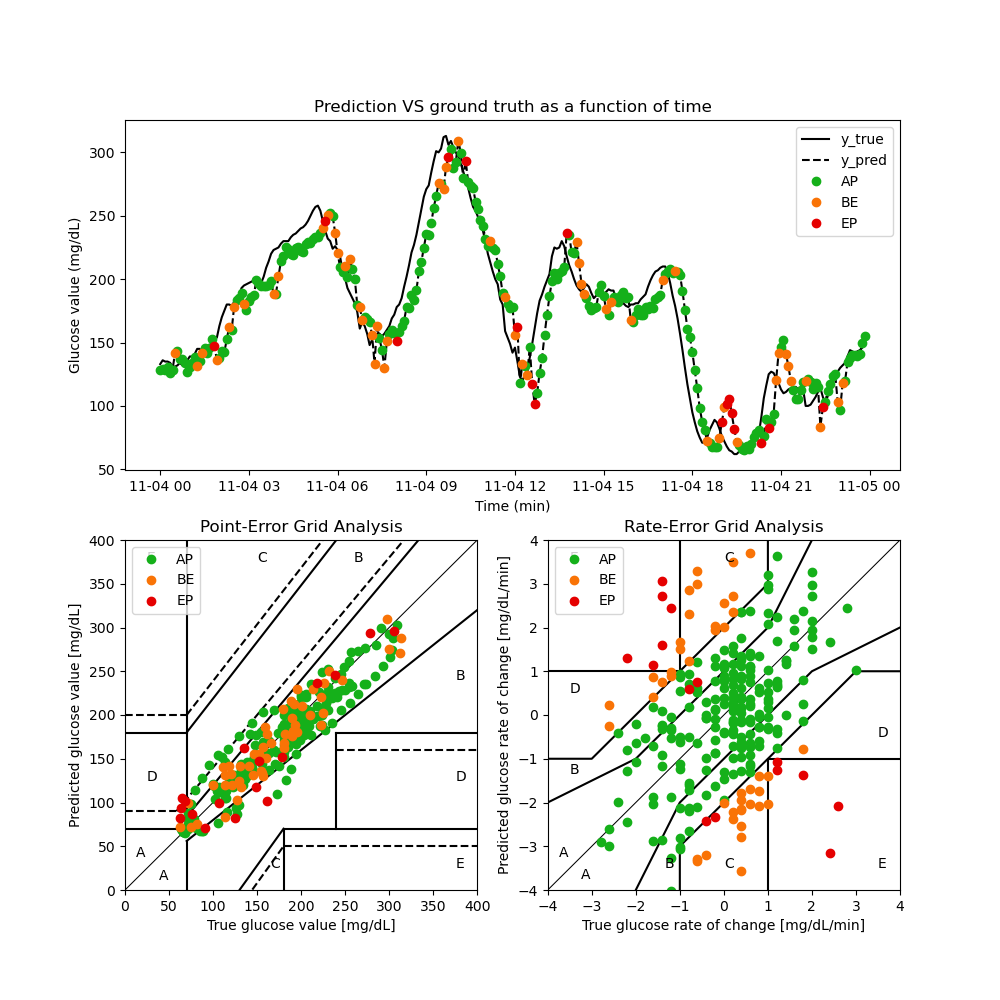 Prediction VS ground truth as a function of time
Glucose value (mg/dL)
300
250
200
150
100
50
y_true
y_pred
AP
BE
EP
11-04 00 11-04 03 11-04 06 11-04 09 11-04 12 11-04 15 11-04 18 11-04 21 11-05 00
Time (min)
Point-Error Grid Analysis
Predicted glucose value [mg/dL]
400
350
300
250
200
150
100
50
0
AP
BE
EP
C
B
B
D
D
A
A
C
E
0 50 100 150 200 250 300 350 400
True glucose value [mg/dL]
Rate-Error Grid Analysis
Predicted glucose rate of change [mg/dL/min]
4
3
2
1
0
−1
−2
−3
−4
AP
BE
EP
C
D
D
B
A
A
B
C
E
−4 −3 −2 −1 0 1 2 3 4
True glucose rate of change [mg/dL/min]